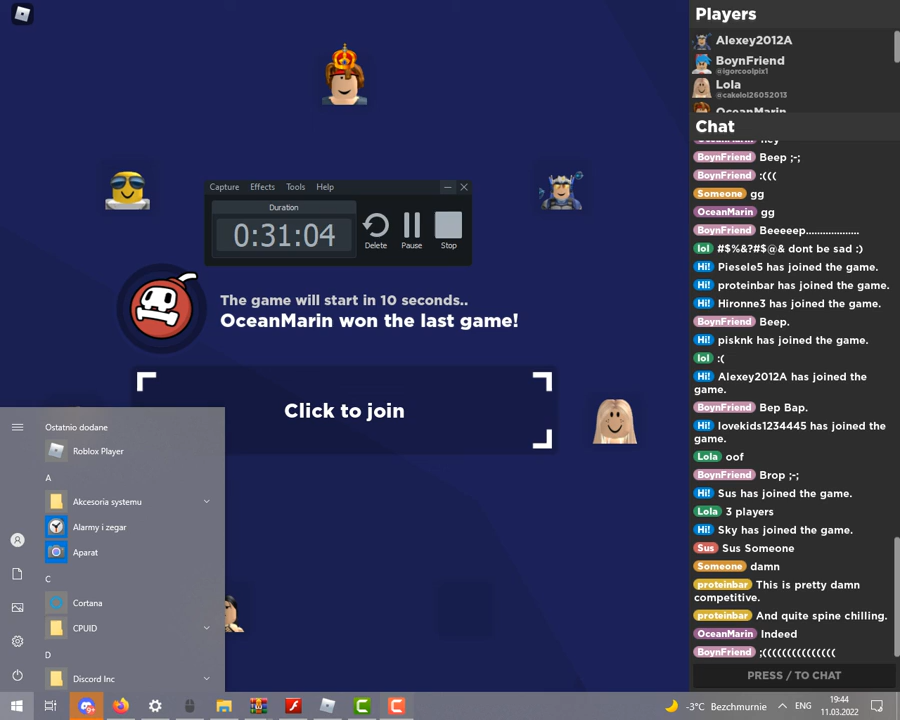 Players
Alexey2012A
BoynFriend
@igorcoolpix1
Lola
@cakelol26052013
OceanMarin
Chat
OceanMarin hey
BoynFriend Beep ;-;
BoynFriend :(((
Someone gg
OceanMarin gg
BoynFriend Beeeeep...................
lol #$%&?#$@& dont be sad :)
Hi! Piesele5 has joined the game.
Hi! proteinbar has joined the game.
Hi! Hironne3 has joined the game.
BoynFriend Beep.
Hi! pisknk has joined the game.
lol :(
Hi! Alexey2012A has joined the
game.
BoynFriend Bep Bap.
Hi! lovekids1234445 has joined the
game.
Lola oof
BoynFriend Brop ;-;
Hi! Sus has joined the game.
Lola 3 players
Hi! Sky has joined the game.
Sus Sus Someone
Someone damn
proteinbar This is pretty damn
competitive.
proteinbar And quite spine chilling.
OceanMarin Indeed
BoynFriend ;(((((((((((((((
PRESS / TO CHAT
Capture Effects Tools Help
Duration
0:31:04
Delete Pause Stop
The game will start in 10 seconds..
OceanMarin won the last game!
Click to join
Ostatnio dodane
Roblox Player
A
Akcesoria systemu
Alarmy i zegar
Aparat
C
Cortana
CPUID
D
Discord Inc
-3°C Bezchmurnie
ENG
19:44
11.03.2022